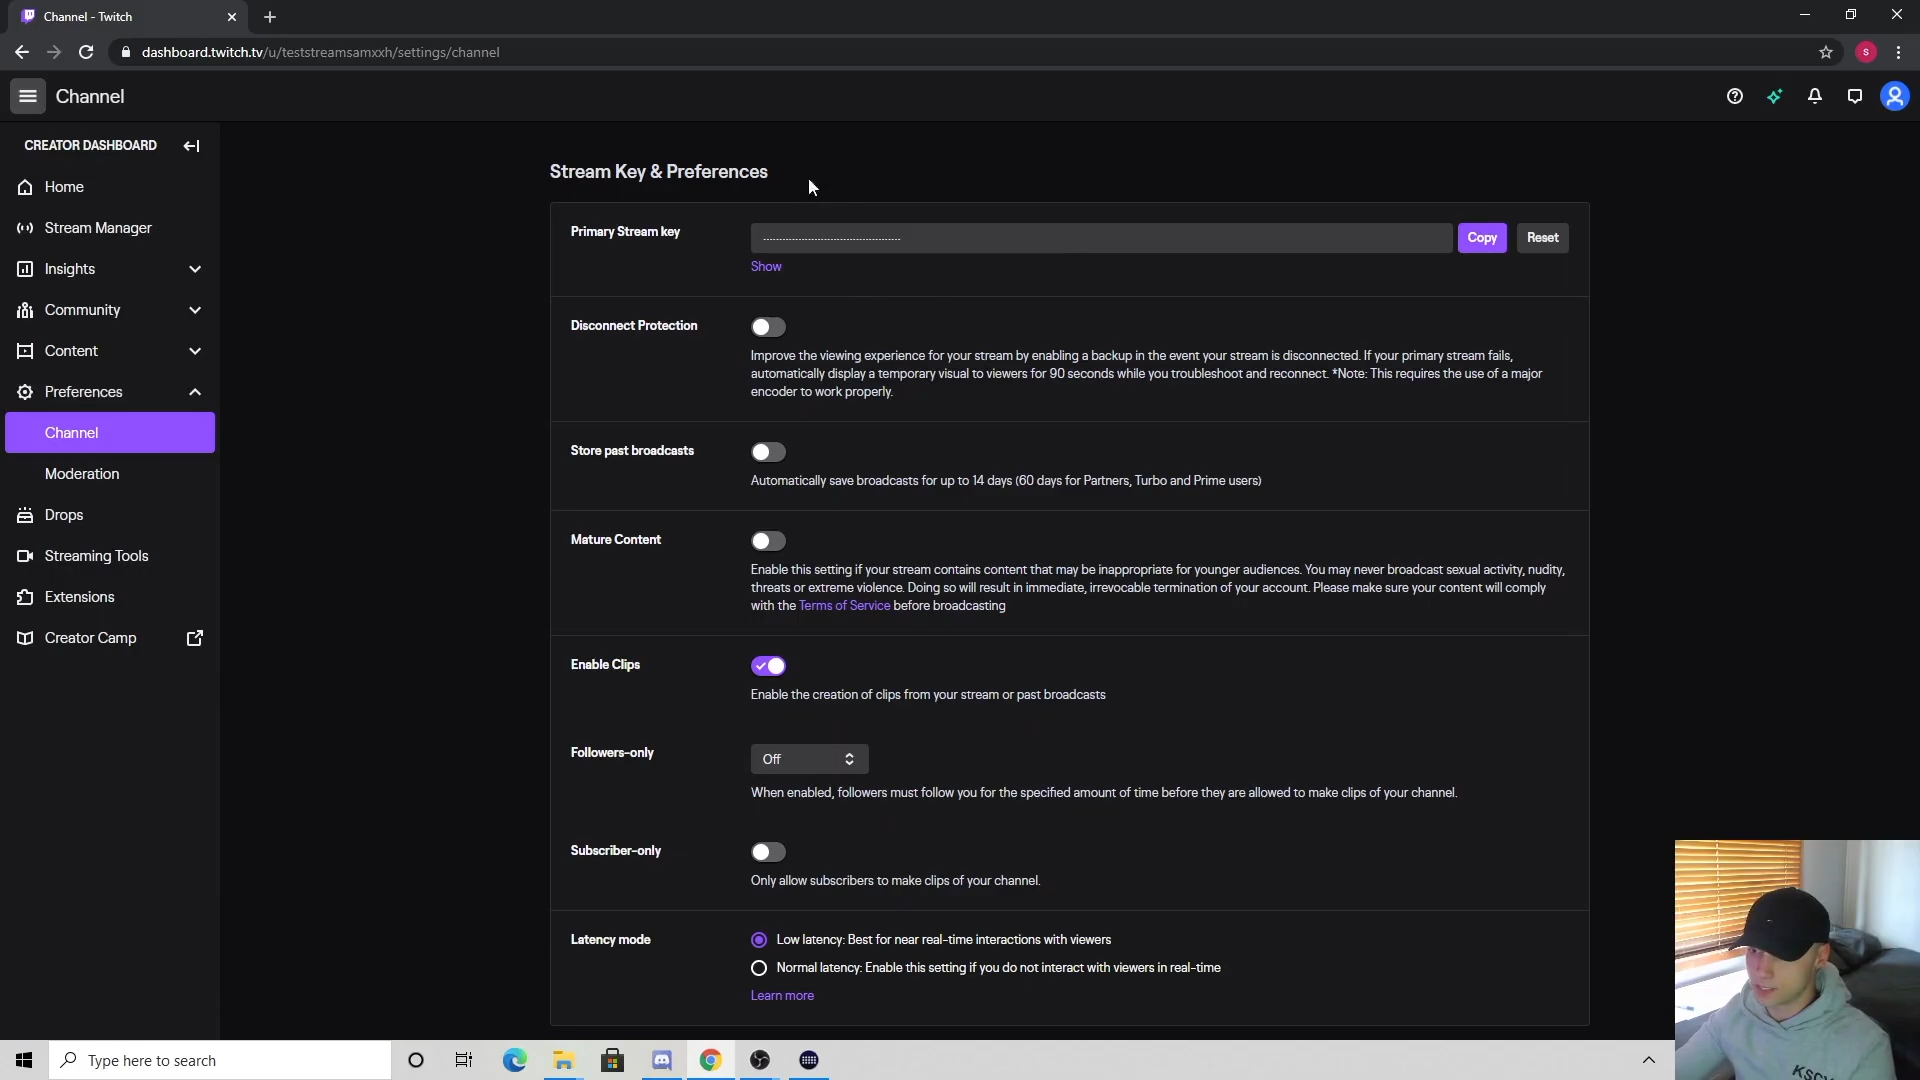 Channel - Twitch
dashboard.twitch.tv/u/teststreamsamxxh/settings/channel
S
Channel
CREATOR DASHBOARD
Home
Stream Manager
Insights
Community
Content
Preferences
Channel
Moderation
Drops
Streaming Tools
Extensions
Creator Camp
Stream Key & Preferences
Primary Stream key
Copy
Reset
Show
Disconnect Protection
Improve the viewing experience for your stream by enabling a backup in the event your stream is disconnected. If your primary stream fails,
automatically display a temporary visual to viewers for 90 seconds while you troubleshoot and reconnect. *Note: This requires the use of a major
encoder to work properly.
Store past broadcasts
Automatically save broadcasts for up to 14 days (60 days for Partners, Turbo and Prime users)
Mature Content
Enable this setting if your stream contains content that may be inappropriate for younger audiences. You may never broadcast sexual activity, nudity,
threats or extreme violence. Doing so will result in immediate, irrevocable termination of your account. Please make sure your content will comply
with the Terms of Service before broadcasting
Enable Clips
Enable the creation of clips from your stream or past broadcasts
Followers-only
Off
When enabled, followers must follow you for the specified amount of time before they are allowed to make clips of your channel.
Subscriber-only
Only allow subscribers to make clips of your channel.
Latency mode
Low latency: Best for near real-time interactions with viewers
Normal latency: Enable this setting if you do not interact with viewers in real-time
Learn more
Type here to search